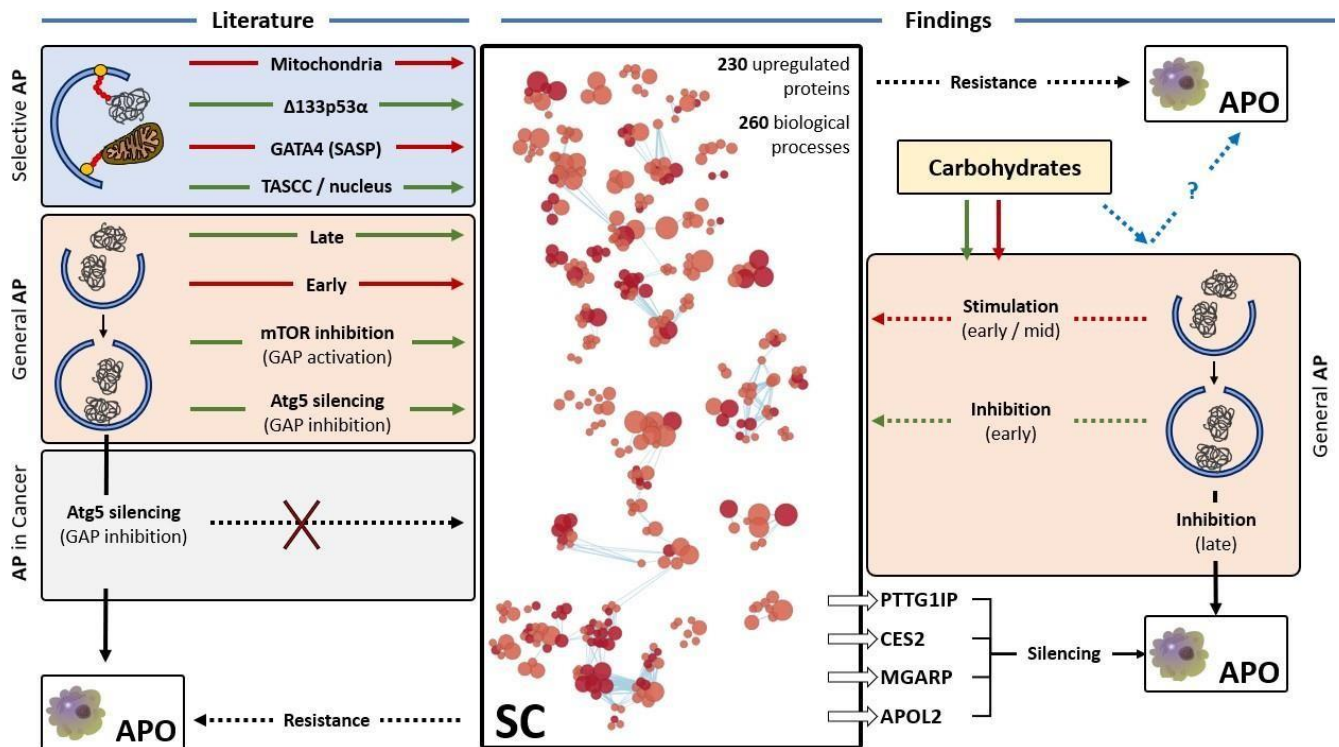 Literature
Findings
Selective AP
Mitochondria
Δ133p53α
GATA4 (SASP)
TASCC / nucleus
General AP
Late
Early
mTOR inhibition
(GAP activation)
Atg5 silencing
(GAP inhibition)
AP in Cancer
Atg5 silencing
(GAP inhibition)
APO
Resistance
230 upregulated
proteins
260 biological
processes
SC
Resistance
APO
Carbohydrates
?
Stimulation
(early / mid)
Inhibition
(early)
Inhibition
(late)
General AP
PTTG1IP
CES2
MGARP
APOL2
Silencing
APO